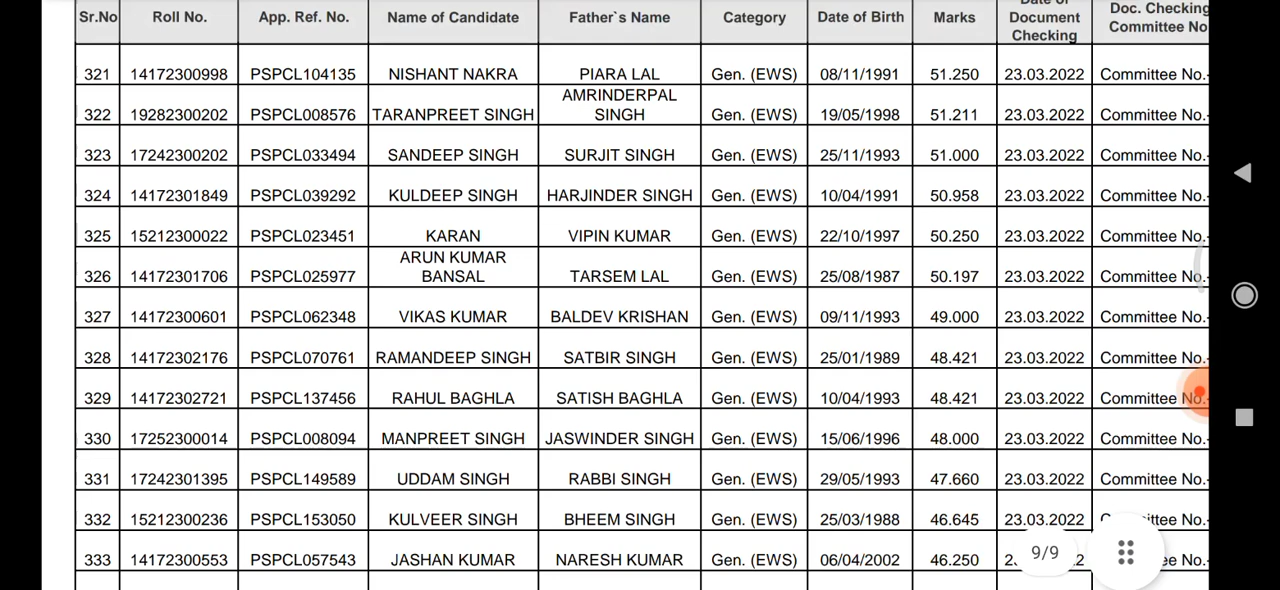 Sr.No Roll No. App. Ref. No. Name of Candidate Father`s Name Category Date of Birth Marks Date of Document Checking Doc. Checking Committee No
321 14172300998 PSPCL104135 NISHANT NAKRA PIARA LAL Gen. (EWS) 08/11/1991 51.250 23.03.2022 Committee No.-
322 19282300202 PSPCL008576 TARANPREET SINGH AMRINDERPAL SINGH Gen. (EWS) 19/05/1998 51.211 23.03.2022 Committee No.-
323 17242300202 PSPCL033494 SANDEEP SINGH SURJIT SINGH Gen. (EWS) 25/11/1993 51.000 23.03.2022 Committee No.-
324 14172301849 PSPCL039292 KULDEEP SINGH HARJINDER SINGH Gen. (EWS) 10/04/1991 50.958 23.03.2022 Committee No.-
325 15212300022 PSPCL023451 KARAN VIPIN KUMAR Gen. (EWS) 22/10/1997 50.250 23.03.2022 Committee No.-
326 14172301706 PSPCL025977 ARUN KUMAR BANSAL TARSEM LAL Gen. (EWS) 25/08/1987 50.197 23.03.2022 Committee No.-
327 14172300601 PSPCL062348 VIKAS KUMAR BALDEV KRISHAN Gen. (EWS) 09/11/1993 49.000 23.03.2022 Committee No.-
328 14172302176 PSPCL070761 RAMANDEEP SINGH SATBIR SINGH Gen. (EWS) 25/01/1989 48.421 23.03.2022 Committee No.-
329 14172302721 PSPCL137456 RAHUL BAGHLA SATISH BAGHLA Gen. (EWS) 10/04/1993 48.421 23.03.2022 Committee No.-
330 17252300014 PSPCL008094 MANPREET SINGH JASWINDER SINGH Gen. (EWS) 15/06/1996 48.000 23.03.2022 Committee No.-
331 17242301395 PSPCL149589 UDDAM SINGH RABBI SINGH Gen. (EWS) 29/05/1993 47.660 23.03.2022 Committee No.-
332 15212300236 PSPCL153050 KULVEER SINGH BHEEM SINGH Gen. (EWS) 25/03/1988 46.645 23.03.2022 No.-
333 14172300553 PSPCL057543 JASHAN KUMAR NARESH KUMAR Gen. (EWS) 06/04/2002 46.250 No.-
9/9